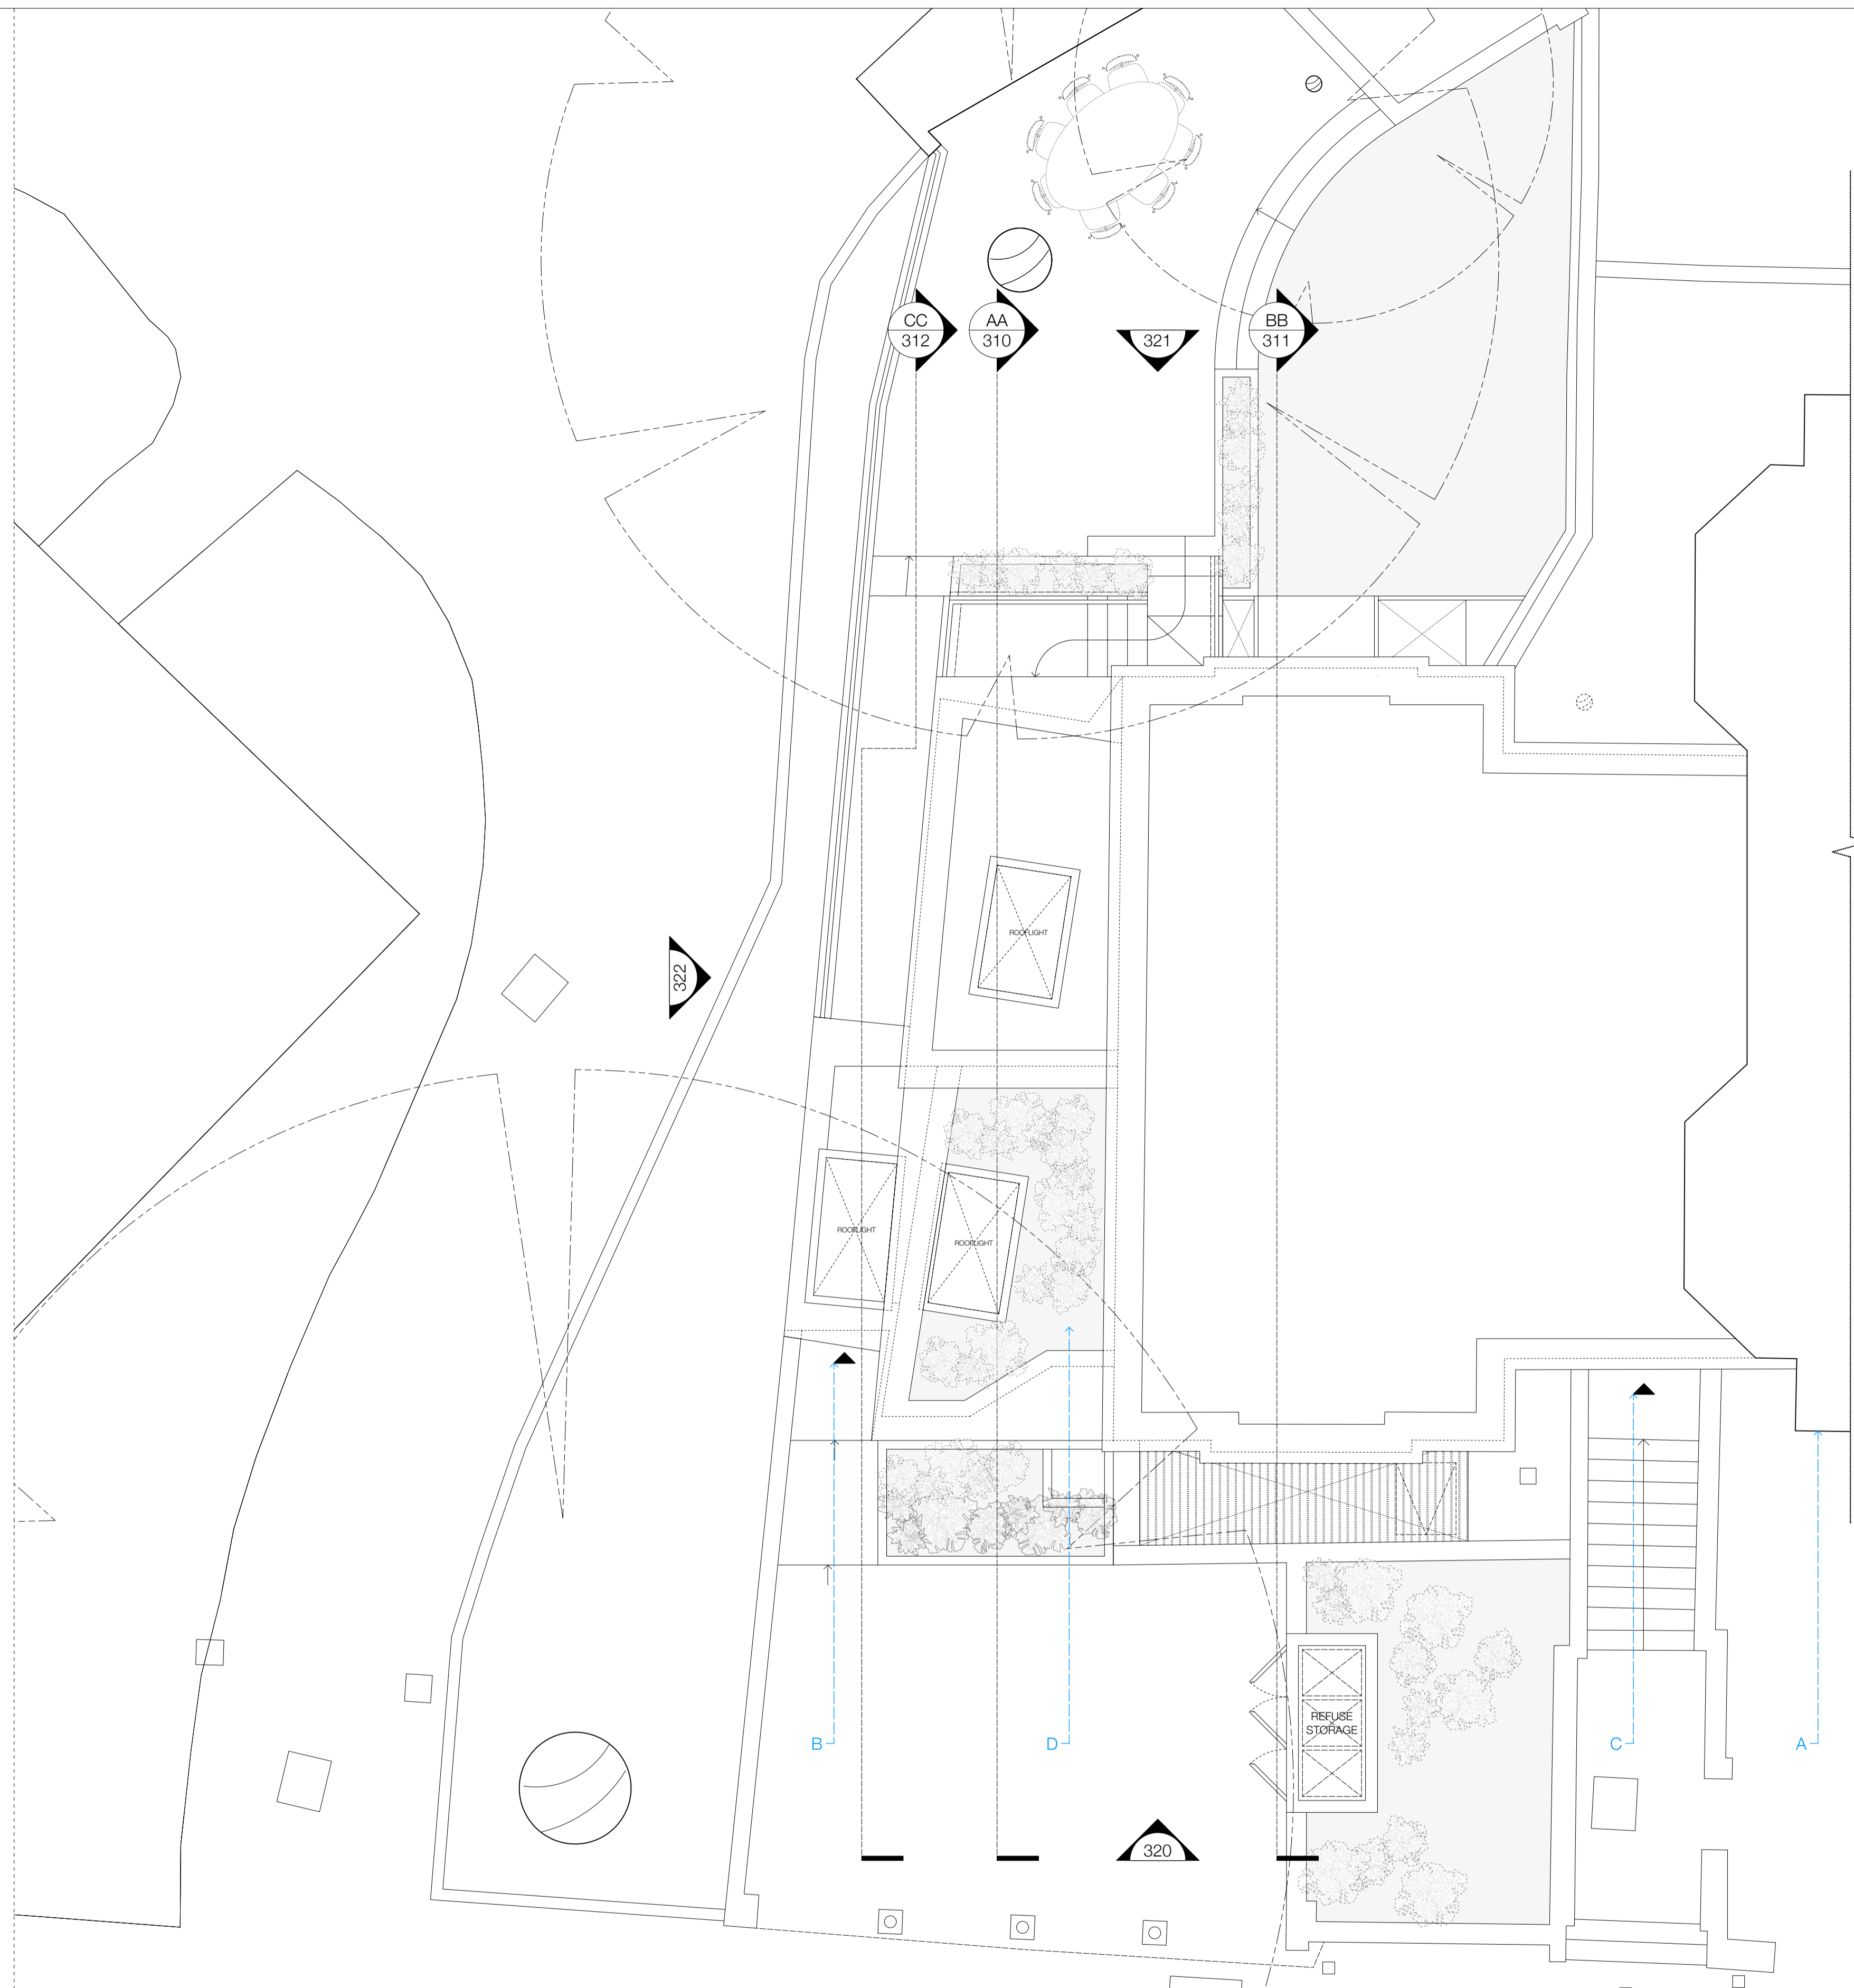 CC
312
AA
310
321
BB
311
ROOFLIGHT
322
ROOFLIGHT
ROOFLIGHT
REFUSE
STORAGE
B
D
C
A
320